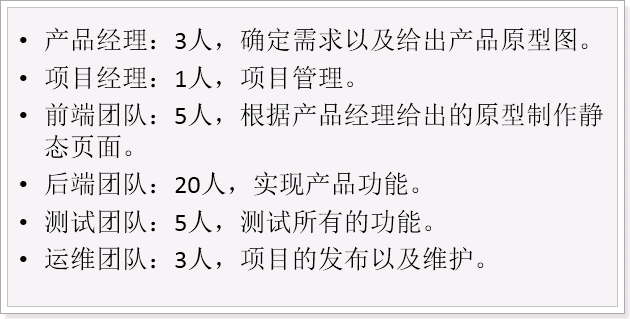 • 产品经理：3人，确定需求以及给出产品原型图。
• 项目经理：1人，项目管理。
• 前端团队：5人，根据产品经理给出的原型制作静
态页面。
• 后端团队：20人，实现产品功能。
• 测试团队：5人，测试所有的功能。
• 运维团队：3人，项目的发布以及维护。